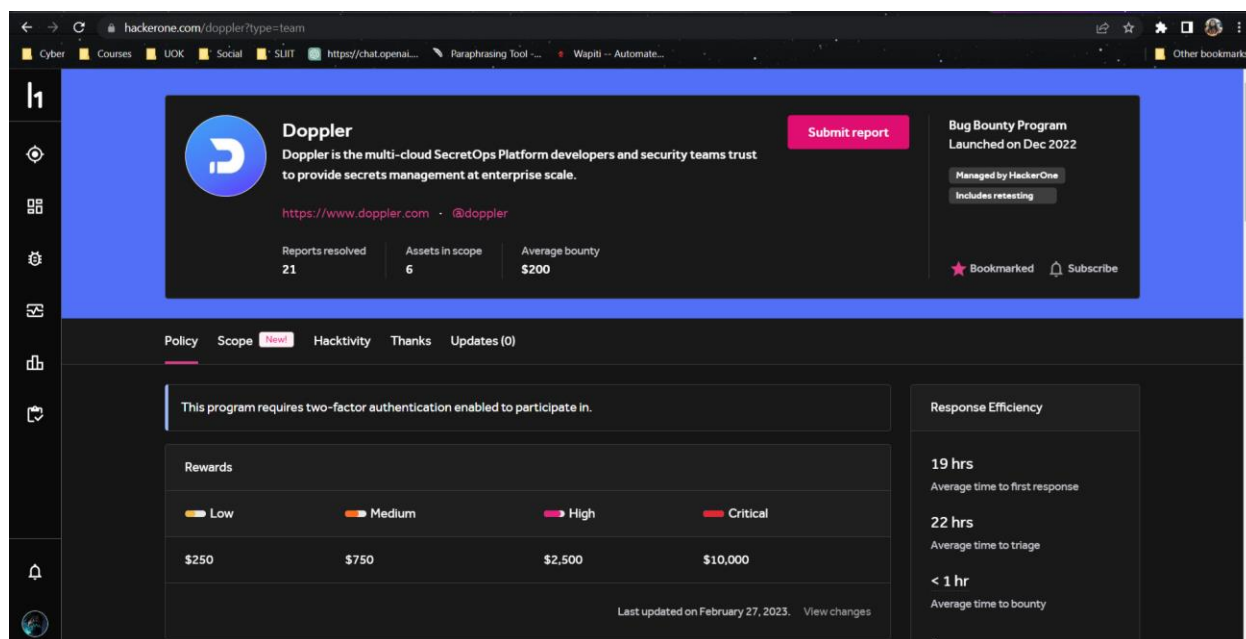 hackerone.com/doppler?type=team
Cyber Courses UOK Social SLIIT https://chat.openai.... Paraphrasing Tool -... Wapiti -- Automate... Other bookmarks
h1
Doppler
Doppler is the multi-cloud SecretOps Platform developers and security teams trust
to provide secrets management at enterprise scale.
https://www.doppler.com · @doppler
Reports resolved Assets in scope Average bounty
21 6 $200
Submit report
Bug Bounty Program
Launched on Dec 2022
Managed by HackerOne
Includes retesting
Bookmarked Subscribe
Policy Scope New! Hacktivity Thanks Updates (0)
This program requires two-factor authentication enabled to participate in.
Rewards
Low Medium High Critical
$250 $750 $2,500 $10,000
Last updated on February 27, 2023. View changes
Response Efficiency
19 hrs
Average time to first response
22 hrs
Average time to triage
< 1 hr
Average time to bounty